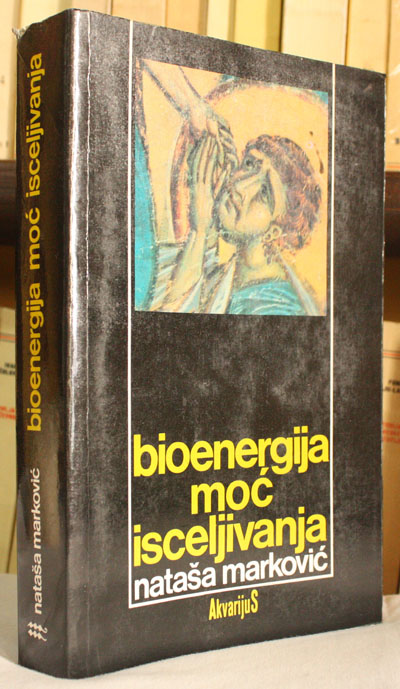 bioenergija
moć
isceljivanja
nataša marković
AkvarijuS
nataša marković bioenergija moć isceljivanja